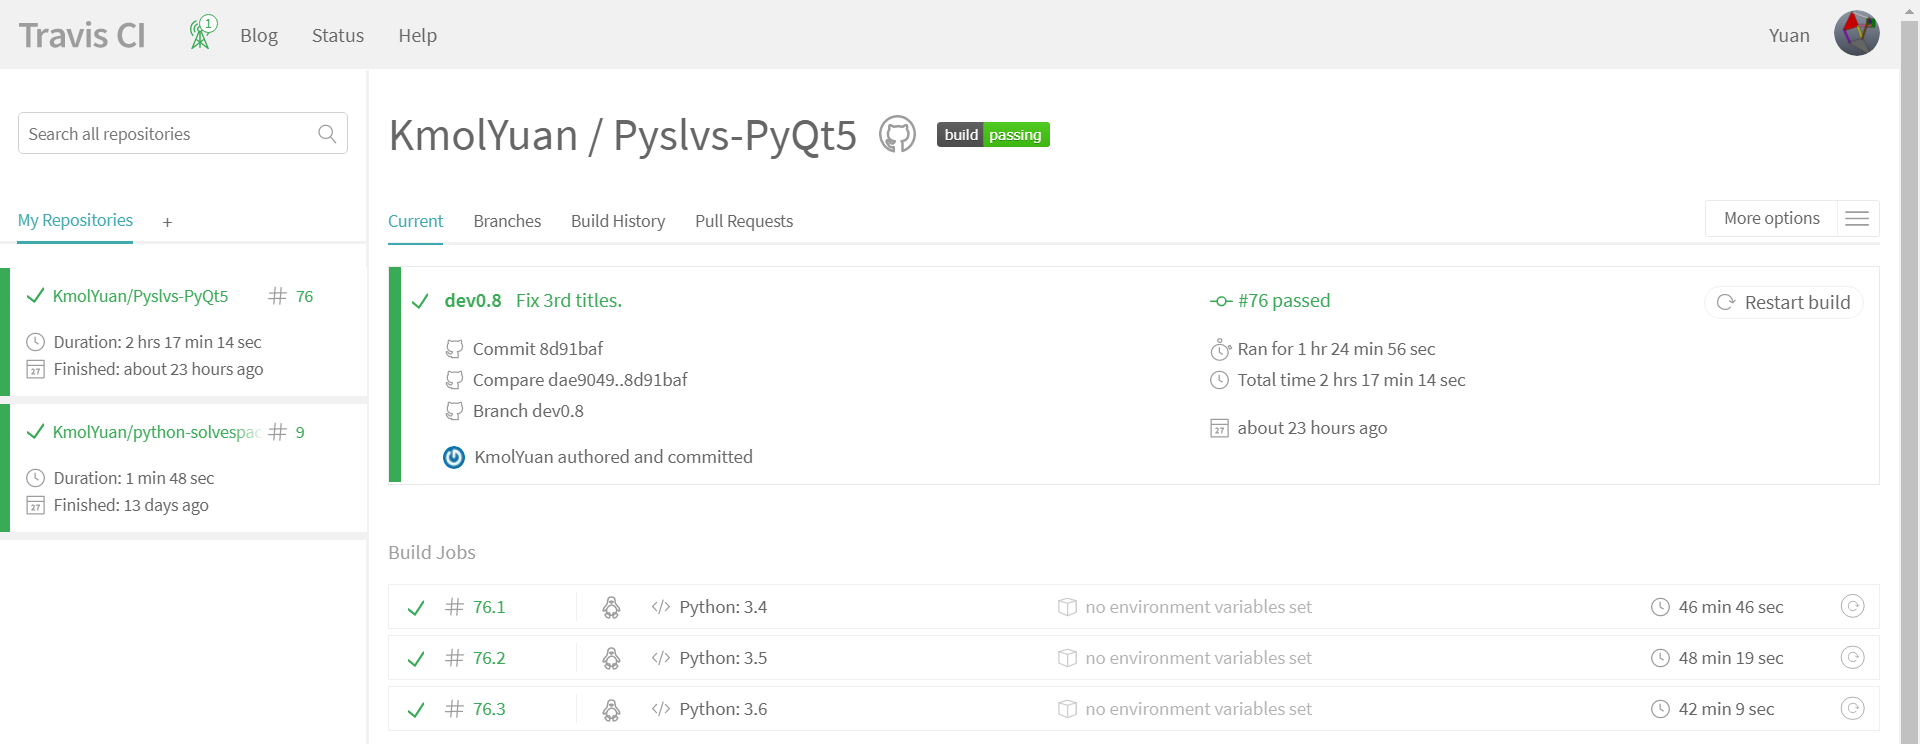 Travis CI
1
Blog
Status
Help
Yuan
Search all repositories
My Repositories
+
KmolYuan/Pyslvs-PyQt5
76
Duration: 2 hrs 17 min 14 sec
27
Finished: about 23 hours ago
KmolYuan/python-solvespac
9
Duration: 1 min 48 sec
27
Finished: 13 days ago
KmolYuan / Pyslvs-PyQt5
build passing
Current
Branches
Build History
Pull Requests
More options
dev0.8 Fix 3rd titles.
Commit 8d91baf
Compare dae9049..8d91baf
Branch dev0.8
KmolYuan authored and committed
#76 passed
Ran for 1 hr 24 min 56 sec
Total time 2 hrs 17 min 14 sec
27
about 23 hours ago
Restart build
Build Jobs
# 76.1 </> Python: 3.4 no environment variables set 46 min 46 sec
# 76.2 </> Python: 3.5 no environment variables set 48 min 19 sec
# 76.3 </> Python: 3.6 no environment variables set 42 min 9 sec